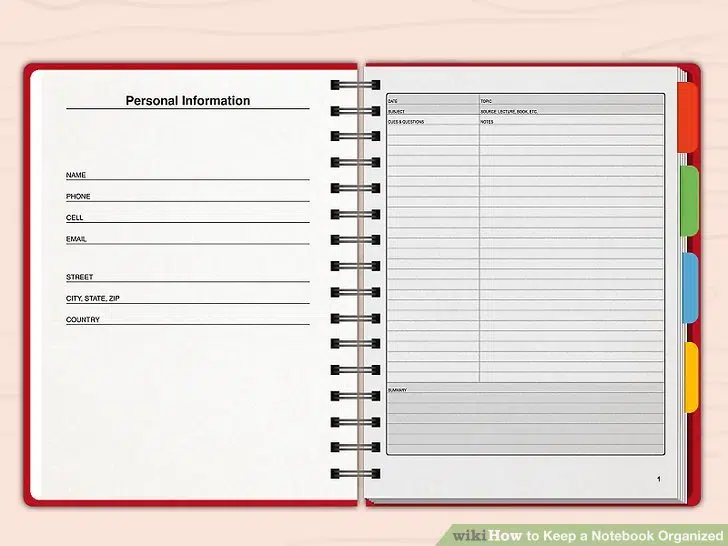 Personal Information
NAME
PHONE
CELL
EMAIL
STREET
CITY, STATE, ZIP
COUNTRY
DATE TOPIC
SUBJECT SOURCE: LECTURE, BOOK, ETC.
CUES & QUESTIONS NOTES
SUMMARY
1
wikiHow to Keep a Notebook Organized